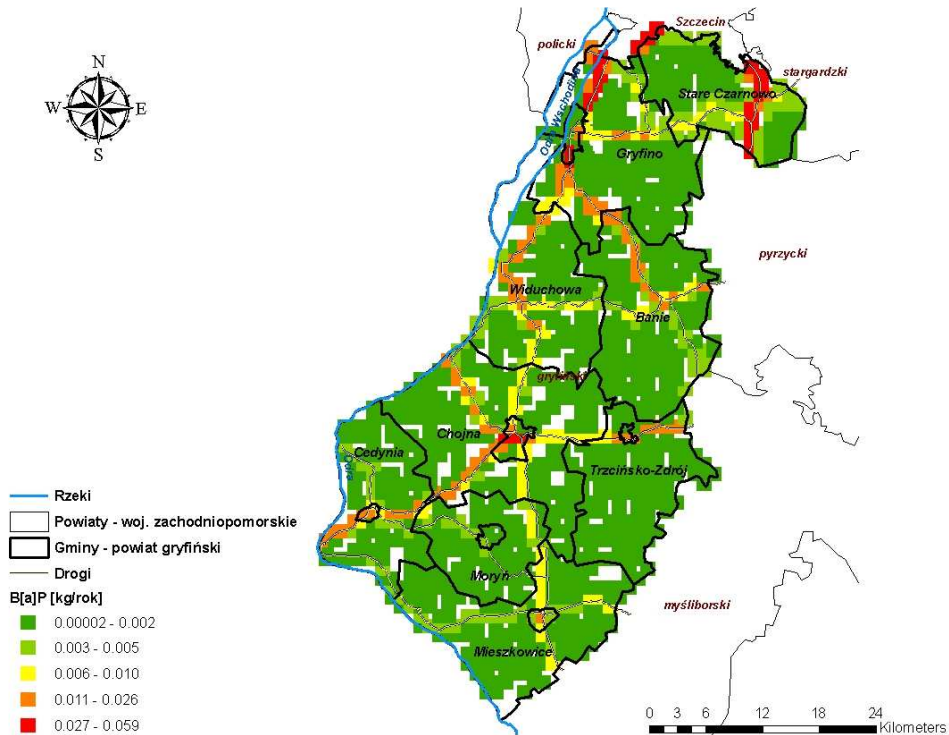 N
W E
S
policki
Szczecin
stargardzki
Stare Czarnowo
Odra Wschodnia
Gryfino
pyrzycki
Widuchowa
Banie
gryfiński
Chojna
Cedynia
Odra
Trzcińsko-Zdrój
Moryń
myśliborski
Mieszkowice
Rzeki
Powiaty - woj. zachodniopomorskie
Gminy - powiat gryfiński
Drogi
B[a]P [kg/rok]
0.00002 - 0.002
0.003 - 0.005
0.006 - 0.010
0.011 - 0.026
0.027 - 0.059
0 3 6 12 18 24
Kilometers